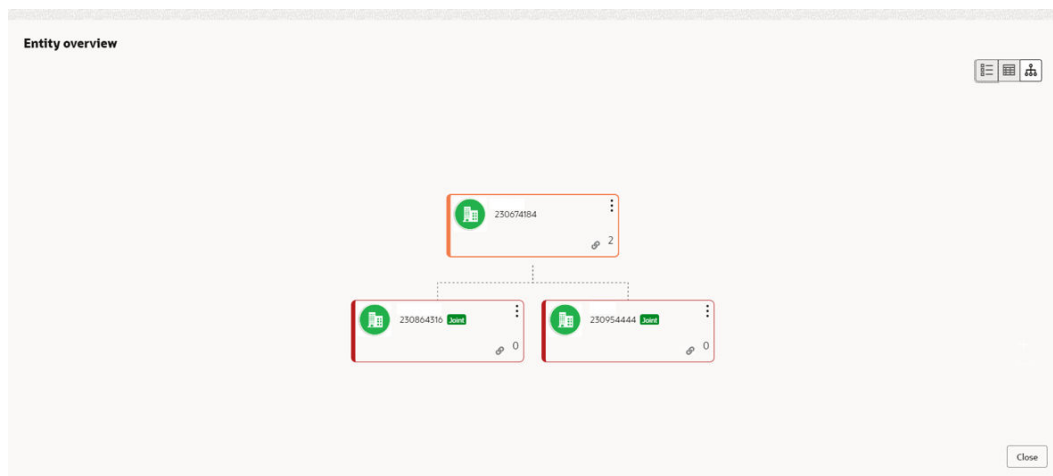 Entity overview
230674184
2
230864316 Joint
0
230954444 Joint
0
Close